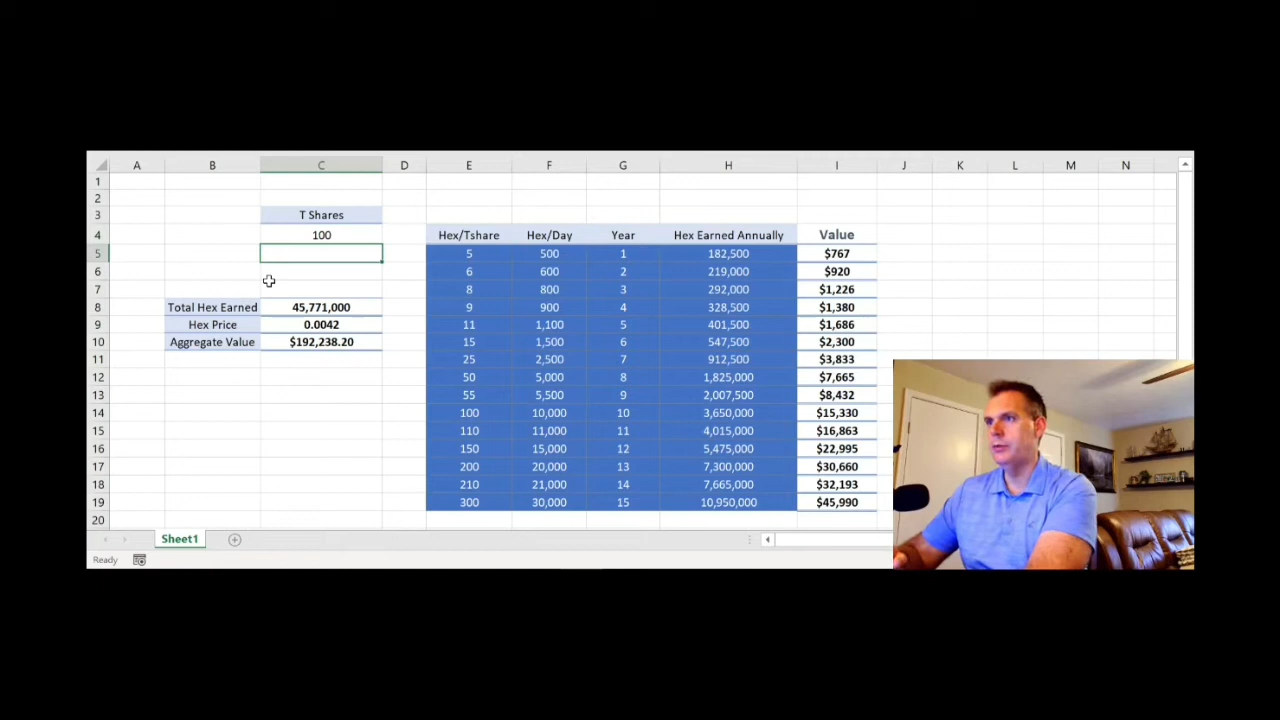 A B C D E F G H I J K L M N
1
2
3 T Shares
4 100 Hex/Tshare Hex/Day Year Hex Earned Annually Value
5 5 500 1 182,500 $767
6 6 600 2 219,000 $920
7 8 800 3 292,000 $1,226
8 Total Hex Earned 45,771,000 9 900 4 328,500 $1,380
9 Hex Price 0.0042 11 1,100 5 401,500 $1,686
10 Aggregate Value $192,238.20 15 1,500 6 547,500 $2,300
11 25 2,500 7 912,500 $3,833
12 50 5,000 8 1,825,000 $7,665
13 55 5,500 9 2,007,500 $8,432
14 100 10,000 10 3,650,000 $15,330
15 110 11,000 11 4,015,000 $16,863
16 150 15,000 12 5,475,000 $22,995
17 200 20,000 13 7,300,000 $30,660
18 210 21,000 14 7,665,000 $32,193
19 300 30,000 15 10,950,000 $45,990
20
Sheet1
Ready